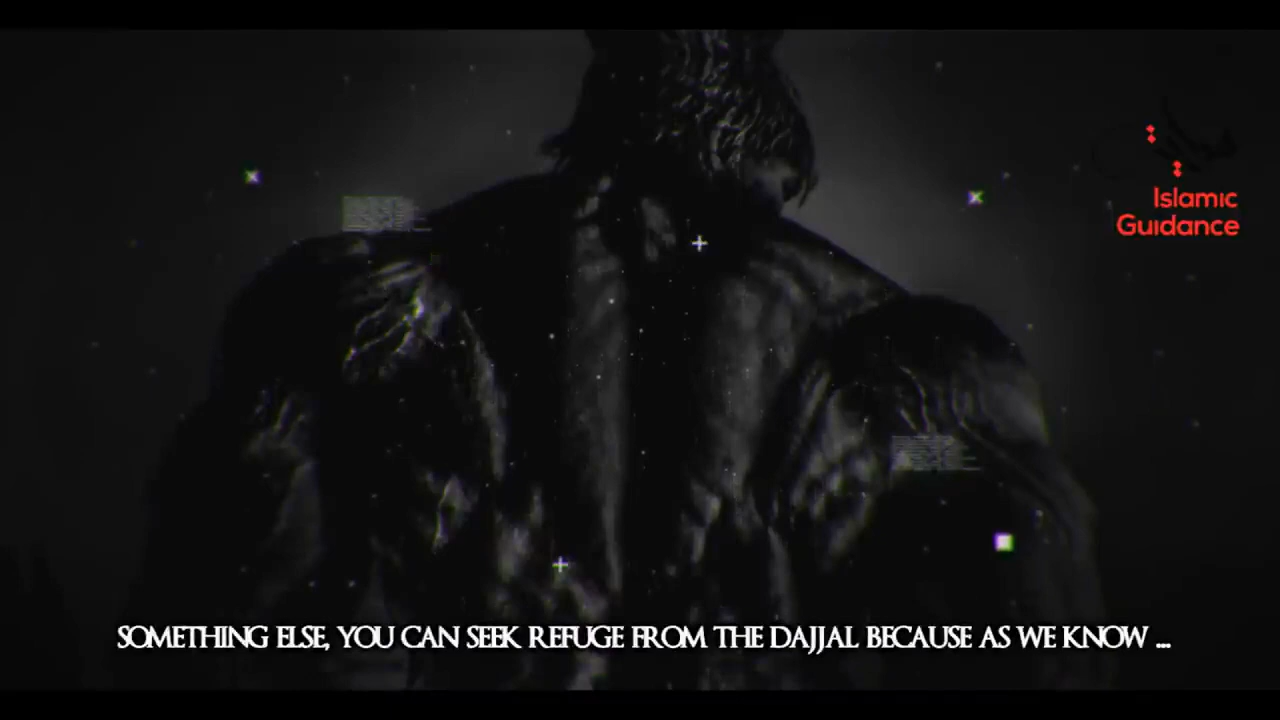 Islamic
Guidance
SOMETHING ELSE, YOU CAN SEEK REFUGE FROM THE DAJJAL BECAUSE AS WE KNOW ...